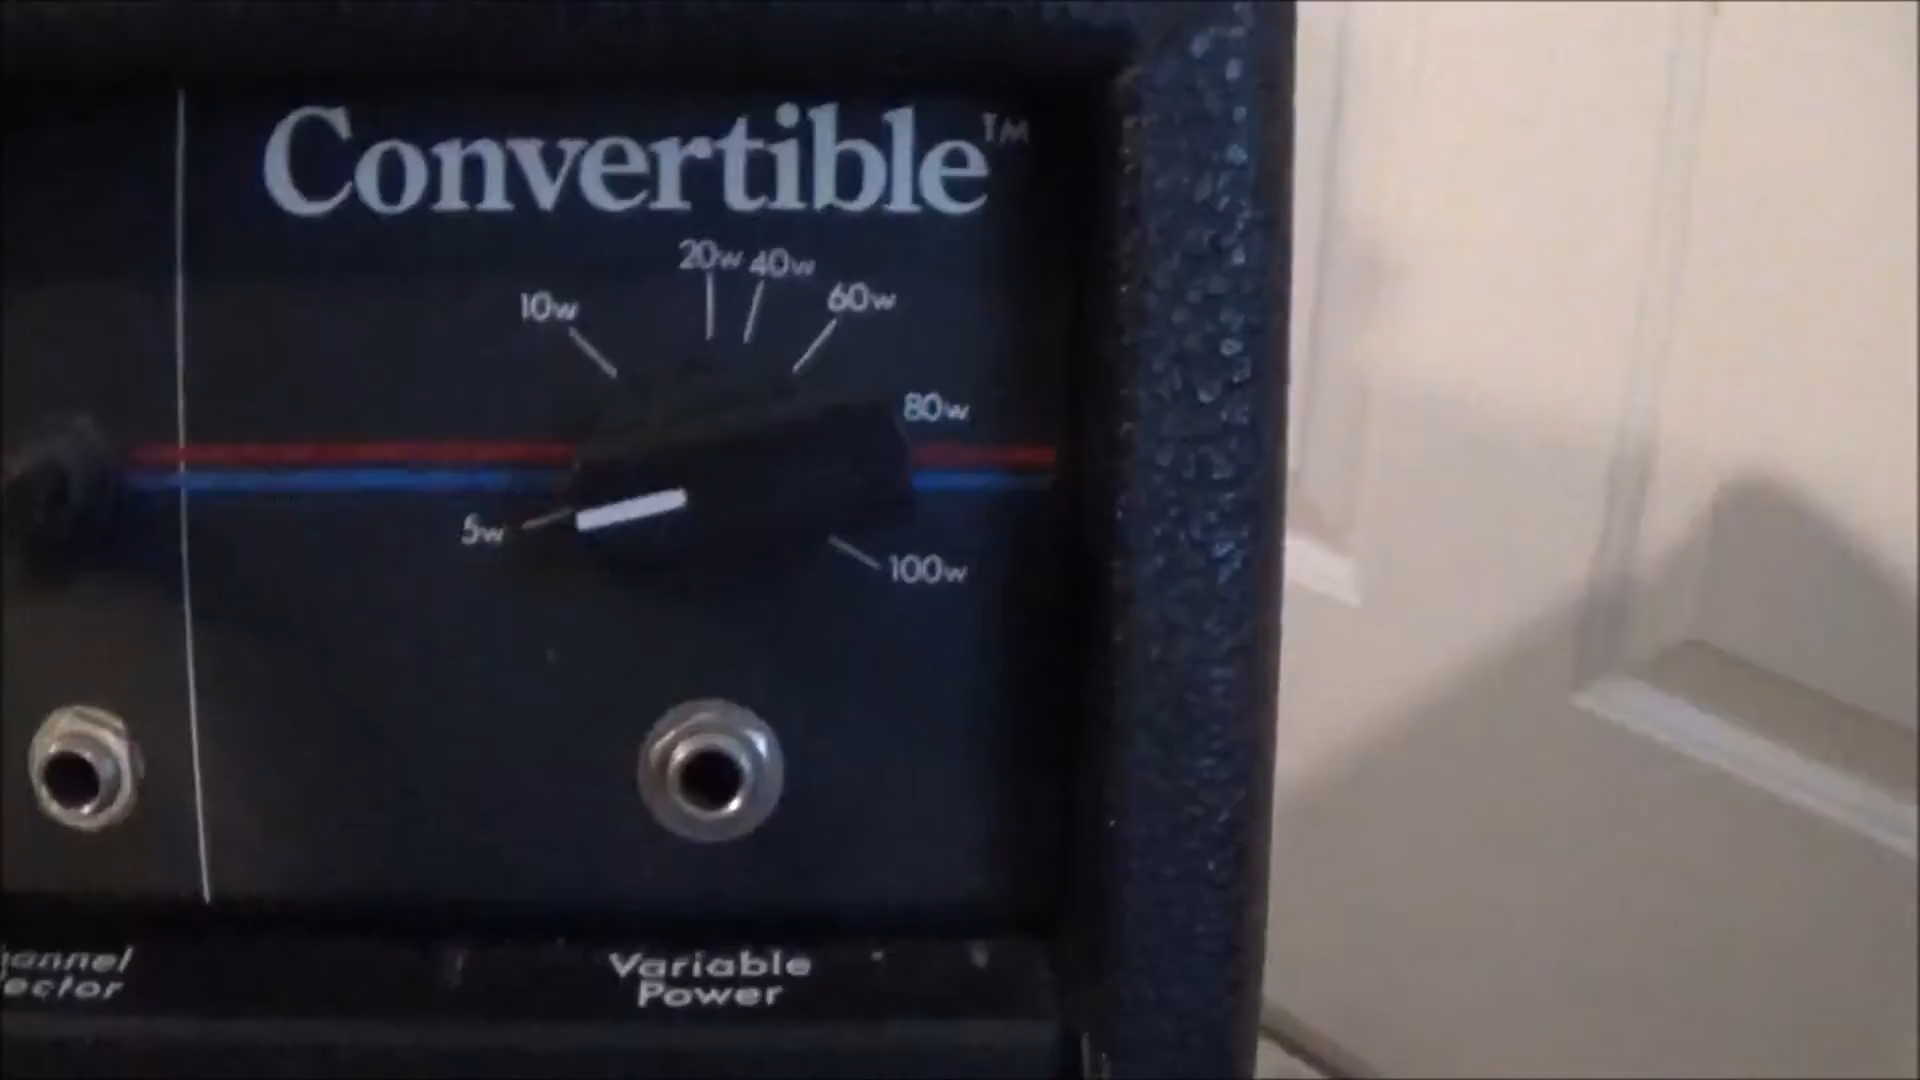 Convertible™
20w 40w
10w 60w
80w
5w
100w
Variable
Power